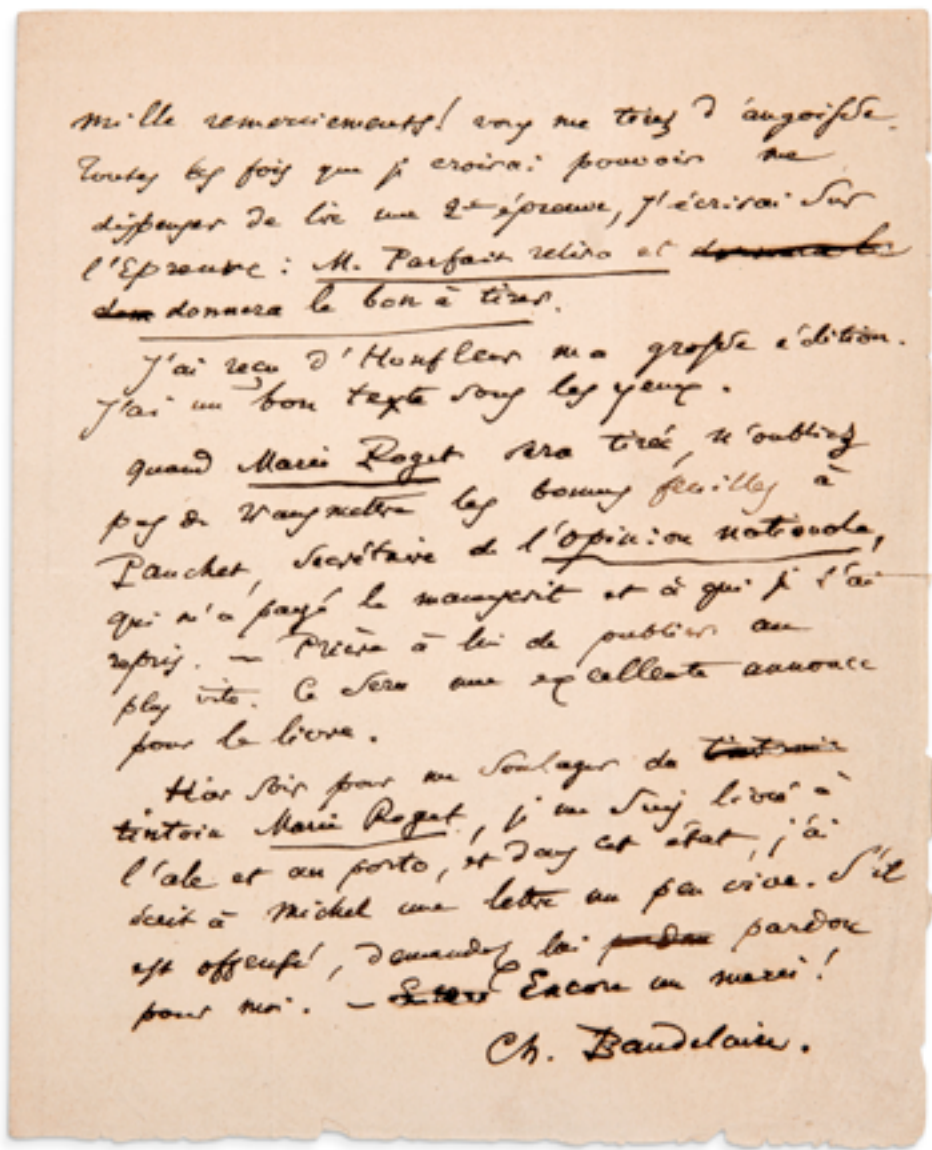 mille remerciements! vous me tirez d'angoisse.
Toutes les fois que je croirai pouvoir me
dispenser de lire une 2e épreuve, j'écrirai sur
l'Epreuve : M. Parfait relira et donnera le
donnera le bon à tirer.
J'ai reçu d'Honfleur ma grosse édition.
J'ai un bon texte sous les yeux.
quand Marie Roget sera tirée, n'oubliez
pas de transmettre les bonnes feuilles à
Pauchet, secrétaire de l'Opinion nationale,
qui m'a payé le manuscrit et à qui je l'ai
repris. — Prière à lui de publier au
plus vite. Ce sera une excellente annonce
pour le livre.
Hier soir pour me soulager du
tintoin Marie Roget, je me suis livré à
l'ale et au porto, et dans cet état, j'ai
écrit à Michel une lettre un peu vive. S'il
est offensé, demandez lui pardon
pour moi. — Encore un merci!
Ch. Baudelaire.